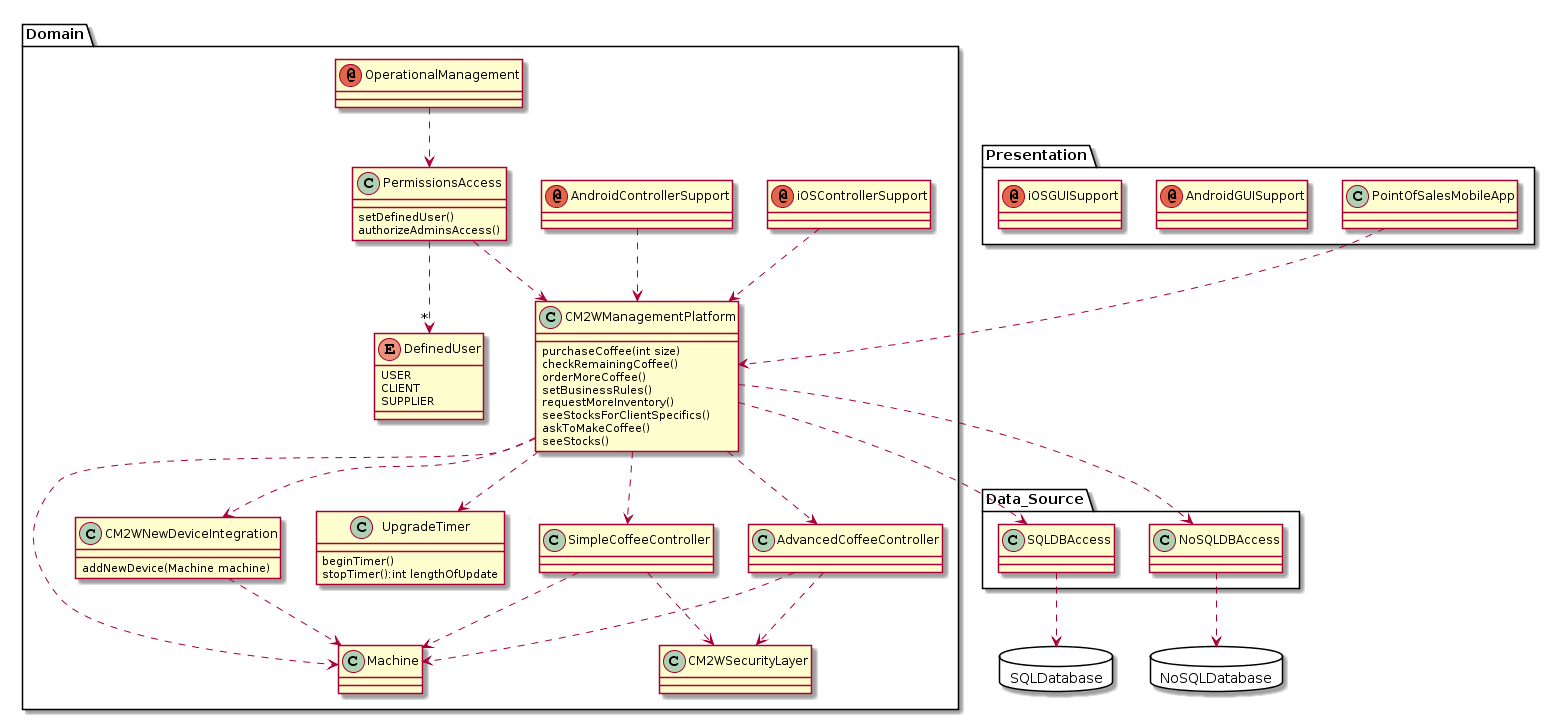 Domain
@ OperationalManagement
C PermissionsAccess
setDefinedUser()
authorizeAdminsAccess()
@ AndroidControllerSupport
@ iOSControllerSupport
Presentation
@ iOSGUISupport
@ AndroidGUISupport
C PointOfSalesMobileApp
*
E DefinedUser
USER
CLIENT
SUPPLIER
C CM2WManagementPlatform
purchaseCoffee(int size)
checkRemainingCoffee()
orderMoreCoffee()
setBusinessRules()
requestMoreInventory()
seeStocksForClientSpecifics()
askToMakeCoffee()
seeStocks()
C CM2WNewDeviceIntegration
addNewDevice(Machine machine)
C UpgradeTimer
beginTimer()
stopTimer():int lengthOfUpdate
C SimpleCoffeeController
C AdvancedCoffeeController
Data_Source
C SQLDBAccess
C NoSQLDBAccess
C Machine
C CM2WSecurityLayer
SQLDatabase
NoSQLDatabase